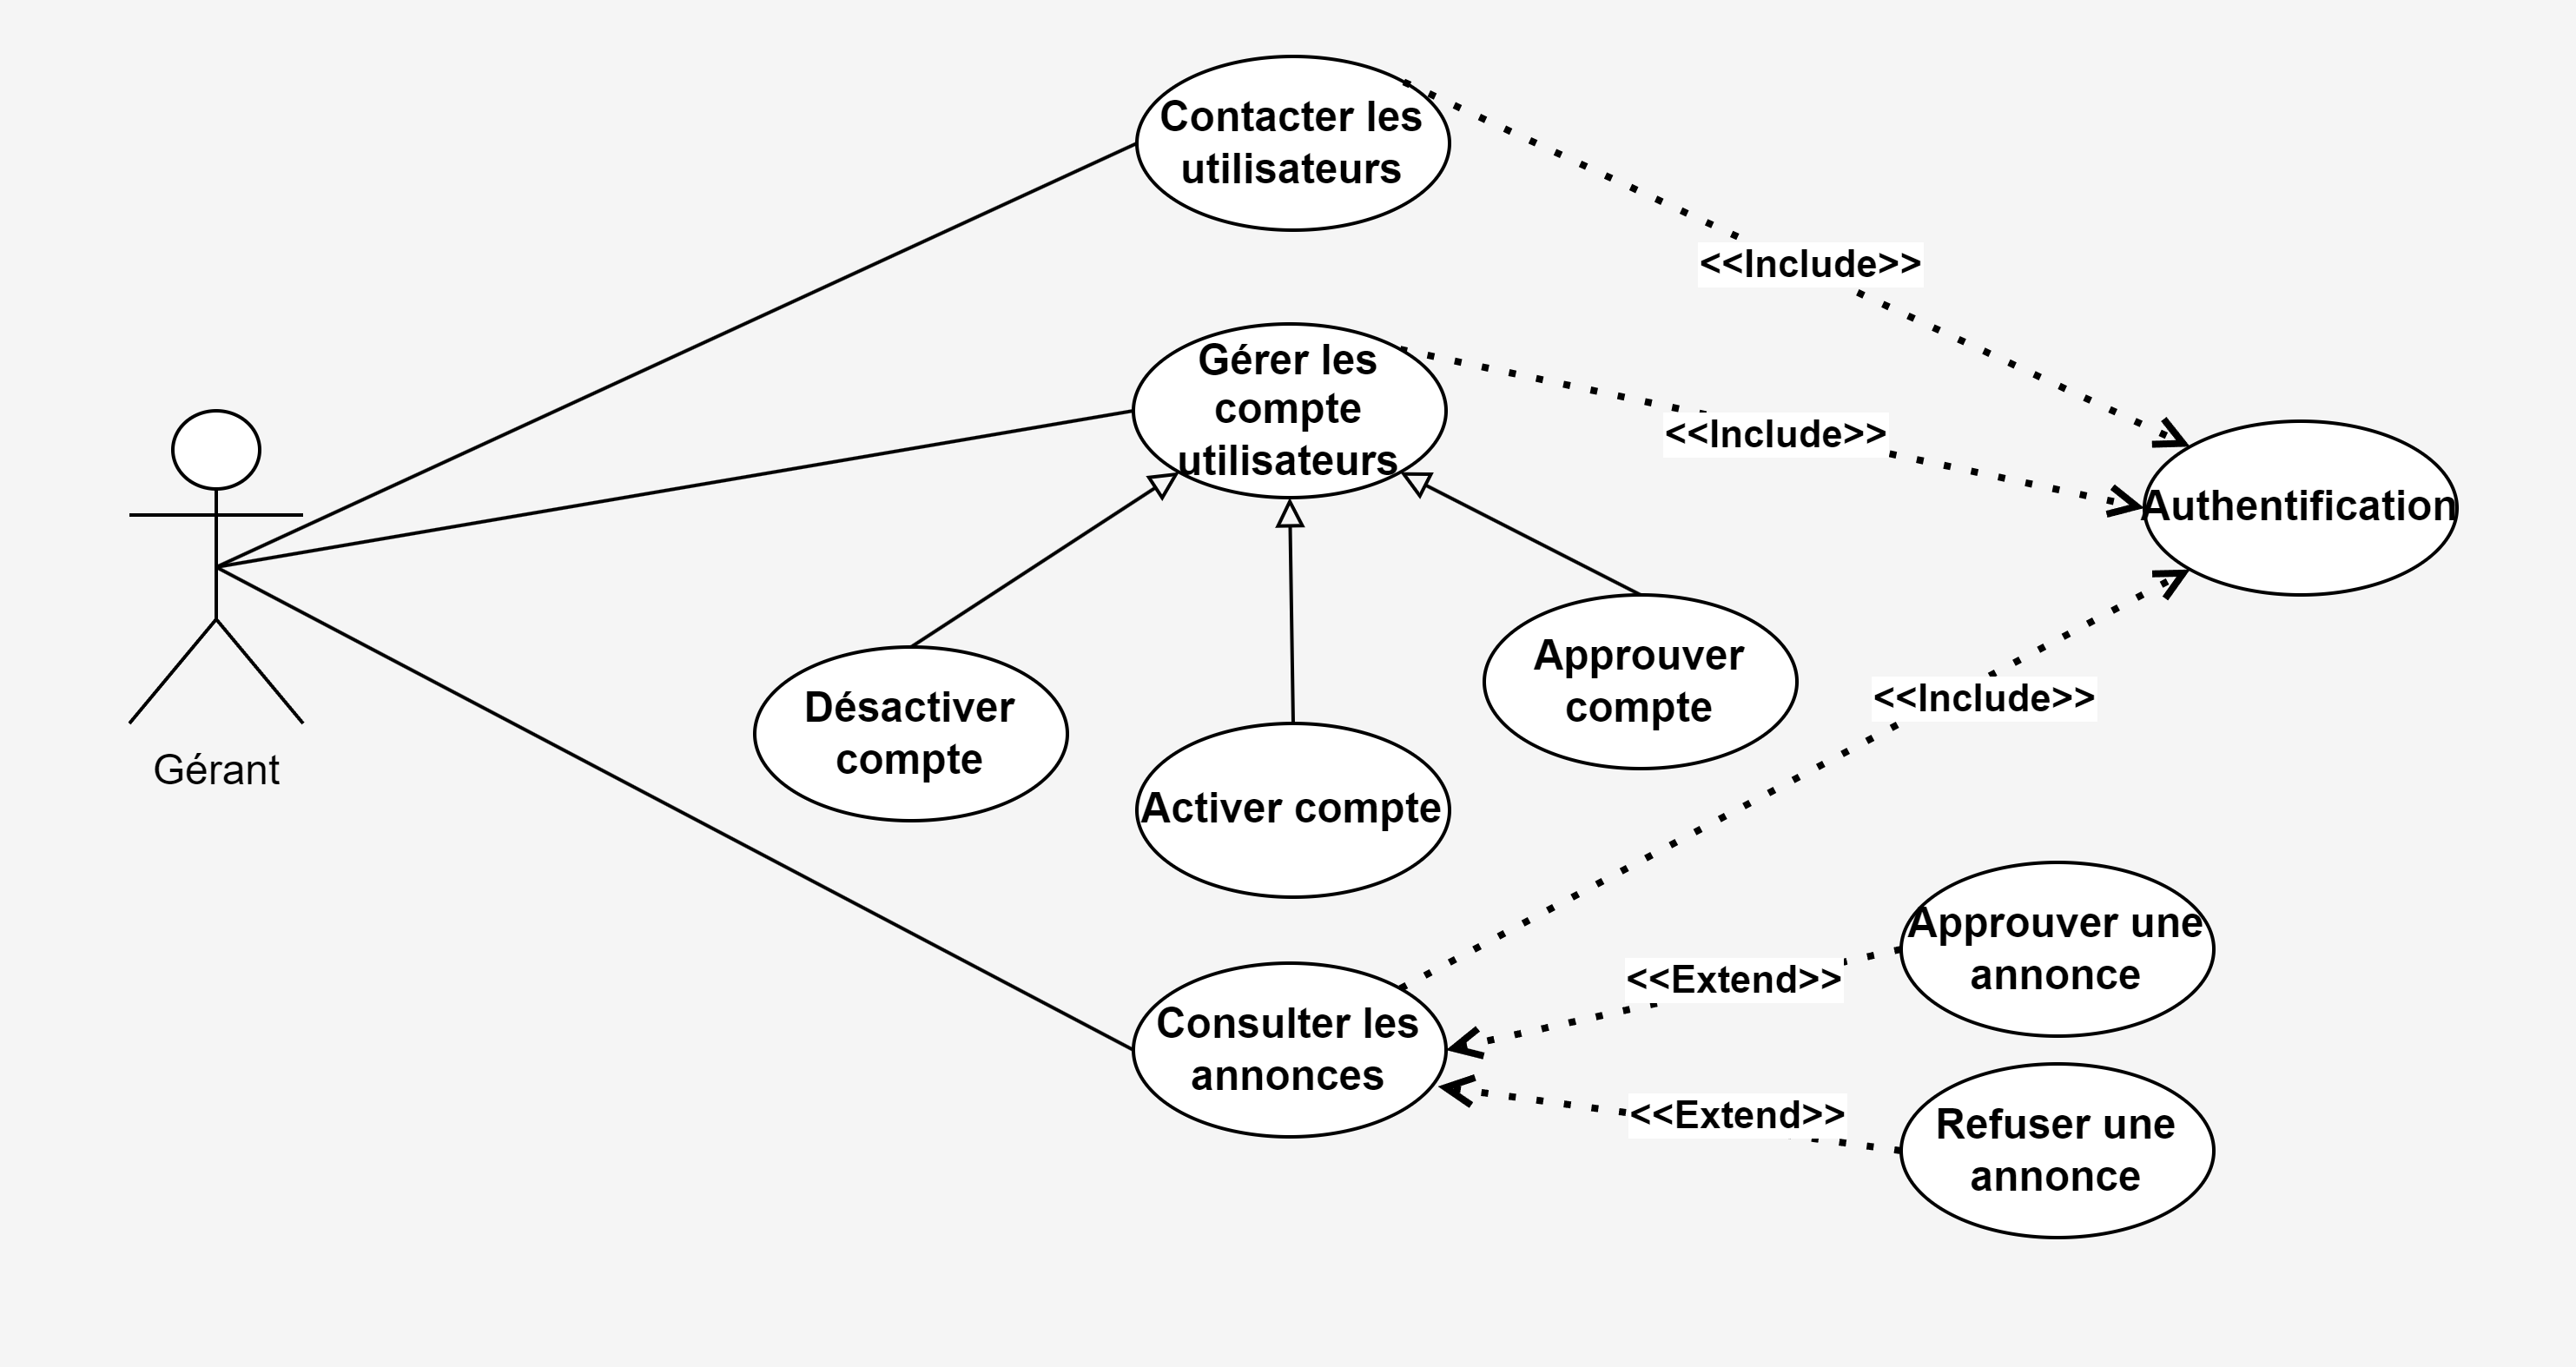 Contacter les
utilisateurs
<<Include>>
Gérer les
compte
utilisateurs
<<Include>>
Authentification
Gérant
Désactiver
compte
Activer compte
Approuver
compte
<<Include>>
Approuver une
annonce
<<Extend>>
Consulter les
annonces
<<Extend>>
Refuser une
annonce